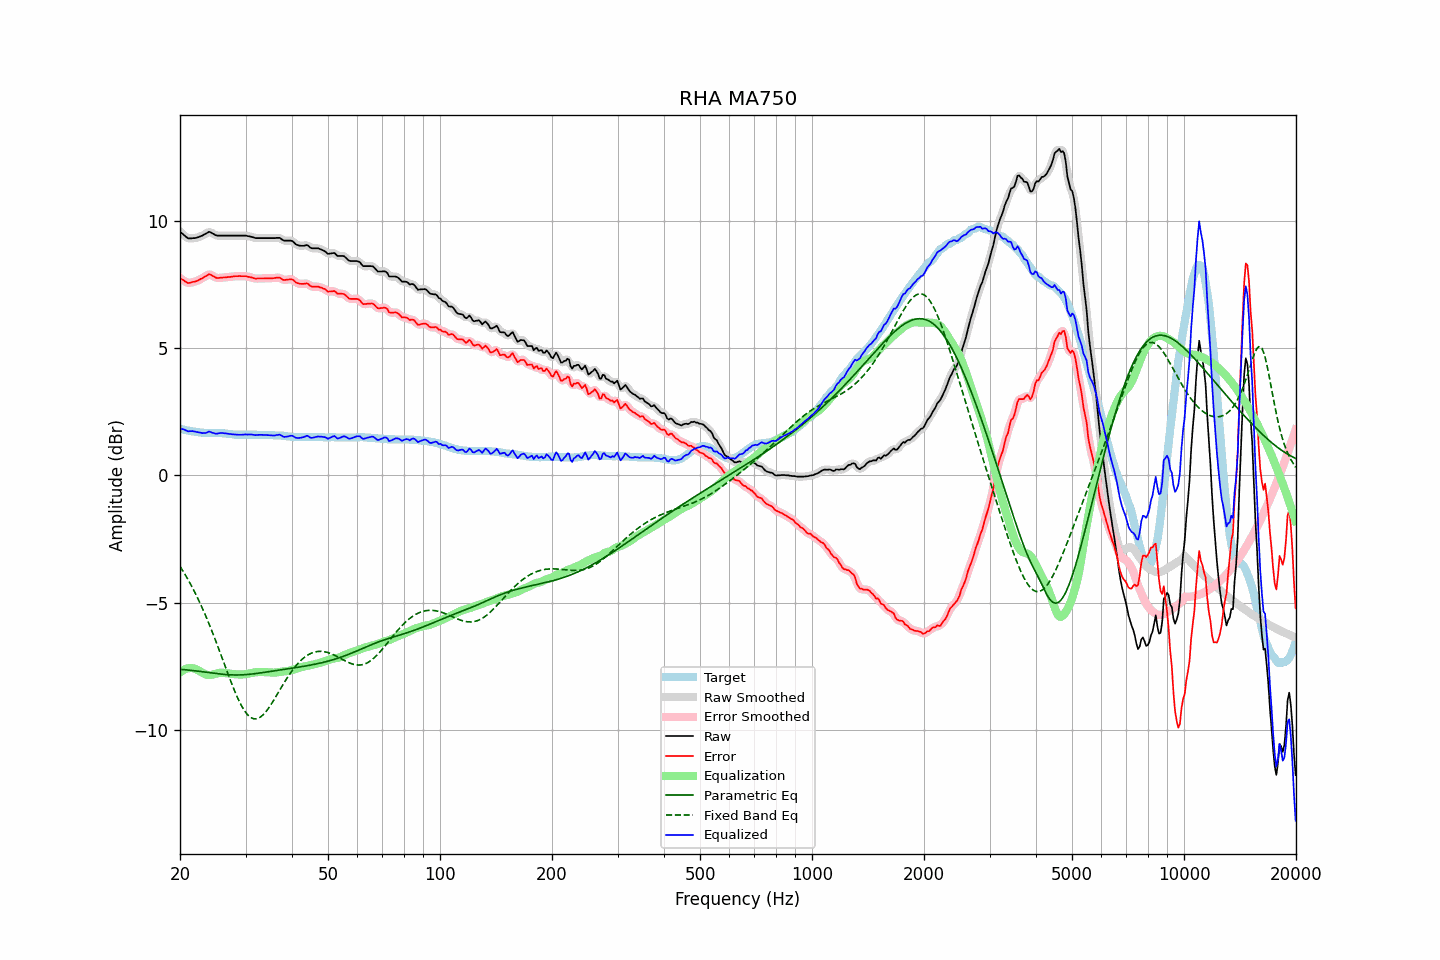 RHA MA750
Amplitude (dBr)
10
5
0
−5
−10
Target
Raw Smoothed
Error Smoothed
Raw
Error
Equalization
Parametric Eq
Fixed Band Eq
Equalized
20 50 100 200 500 1000 2000 5000 10000 20000
Frequency (Hz)